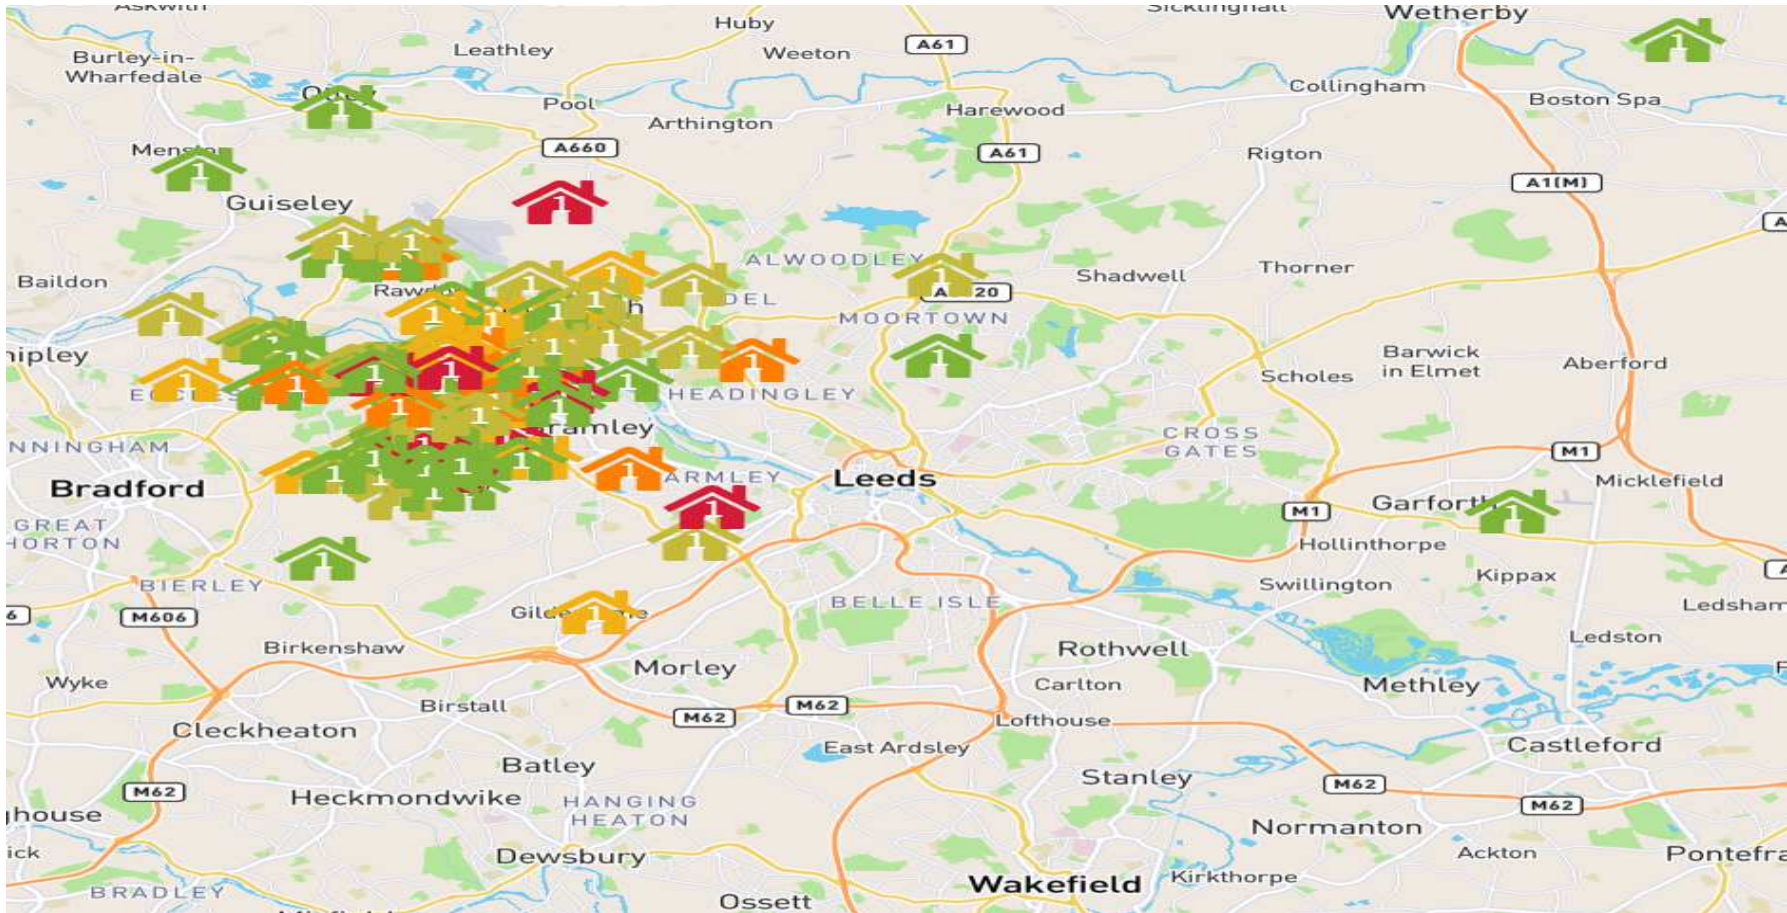 Huby
Wetherby
Burley-in-
Wharfedale
Leathley
Weeton
A61
Collingham
Boston Spa
Pool
Arthington
Harewood
A660
A61
Rigton
A1(M)
Guiseley
ALWOODLEY
Shadwell
Thorner
Baildon
MOORTOWN
Barwick
in Elmet
Aberford
Scholes
HEADINGLEY
CROSS
GATES
M1
Bradford
ARMLEY
Leeds
Micklefield
M1
GREAT
HORTON
Hollinthorpe
BIERLEY
Swillington
Kippax
M606
BELLE ISLE
Ledsham
Birkenshaw
Ledston
Morley
Rothwell
Wyke
Carlton
Methley
Birstall
M62
M62
Lofthouse
Cleckheaton
East Ardsley
Castleford
Batley
Stanley
M62
M62
M62
Heckmondwike
HANGING
HEATON
Normanton
Dewsbury
Ackton
Wakefield
Kirkthorpe
BRADLEY
Ossett
1